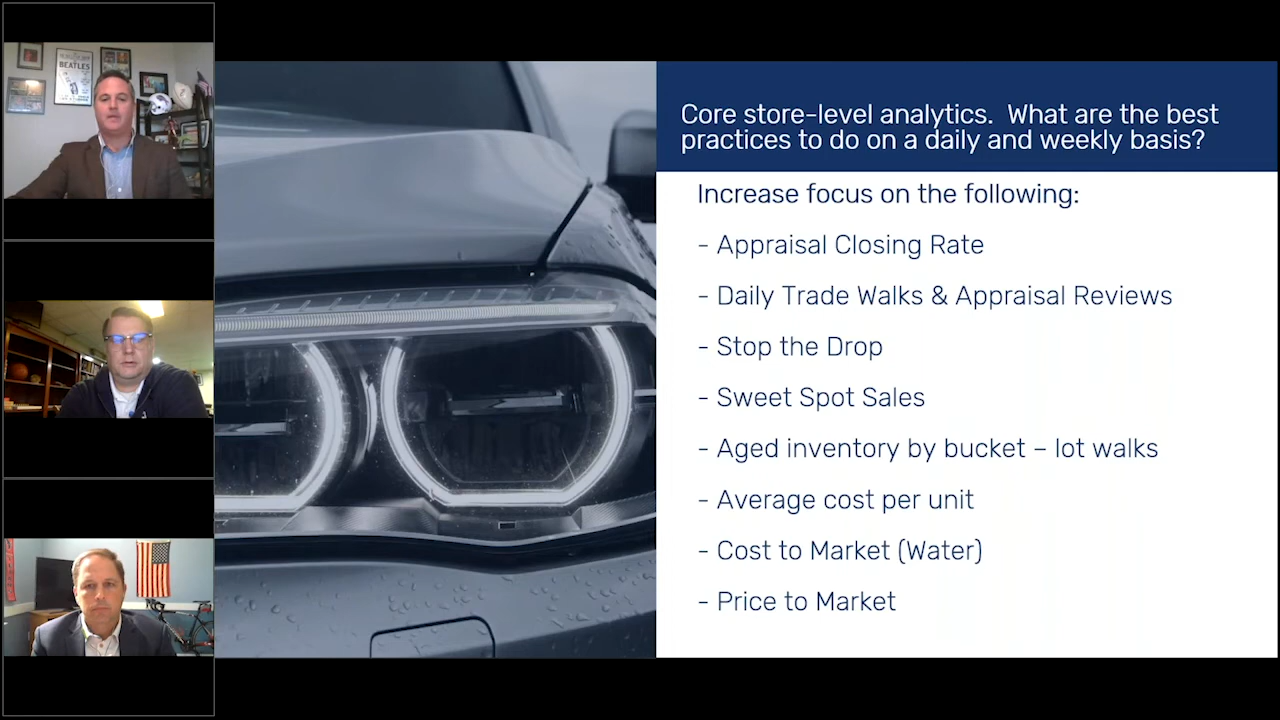 BEATLES
Core store-level analytics.  What are the best
practices to do on a daily and weekly basis?
Increase focus on the following:
- Appraisal Closing Rate
- Daily Trade Walks & Appraisal Reviews
- Stop the Drop
- Sweet Spot Sales
- Aged inventory by bucket – lot walks
- Average cost per unit
- Cost to Market (Water)
- Price to Market